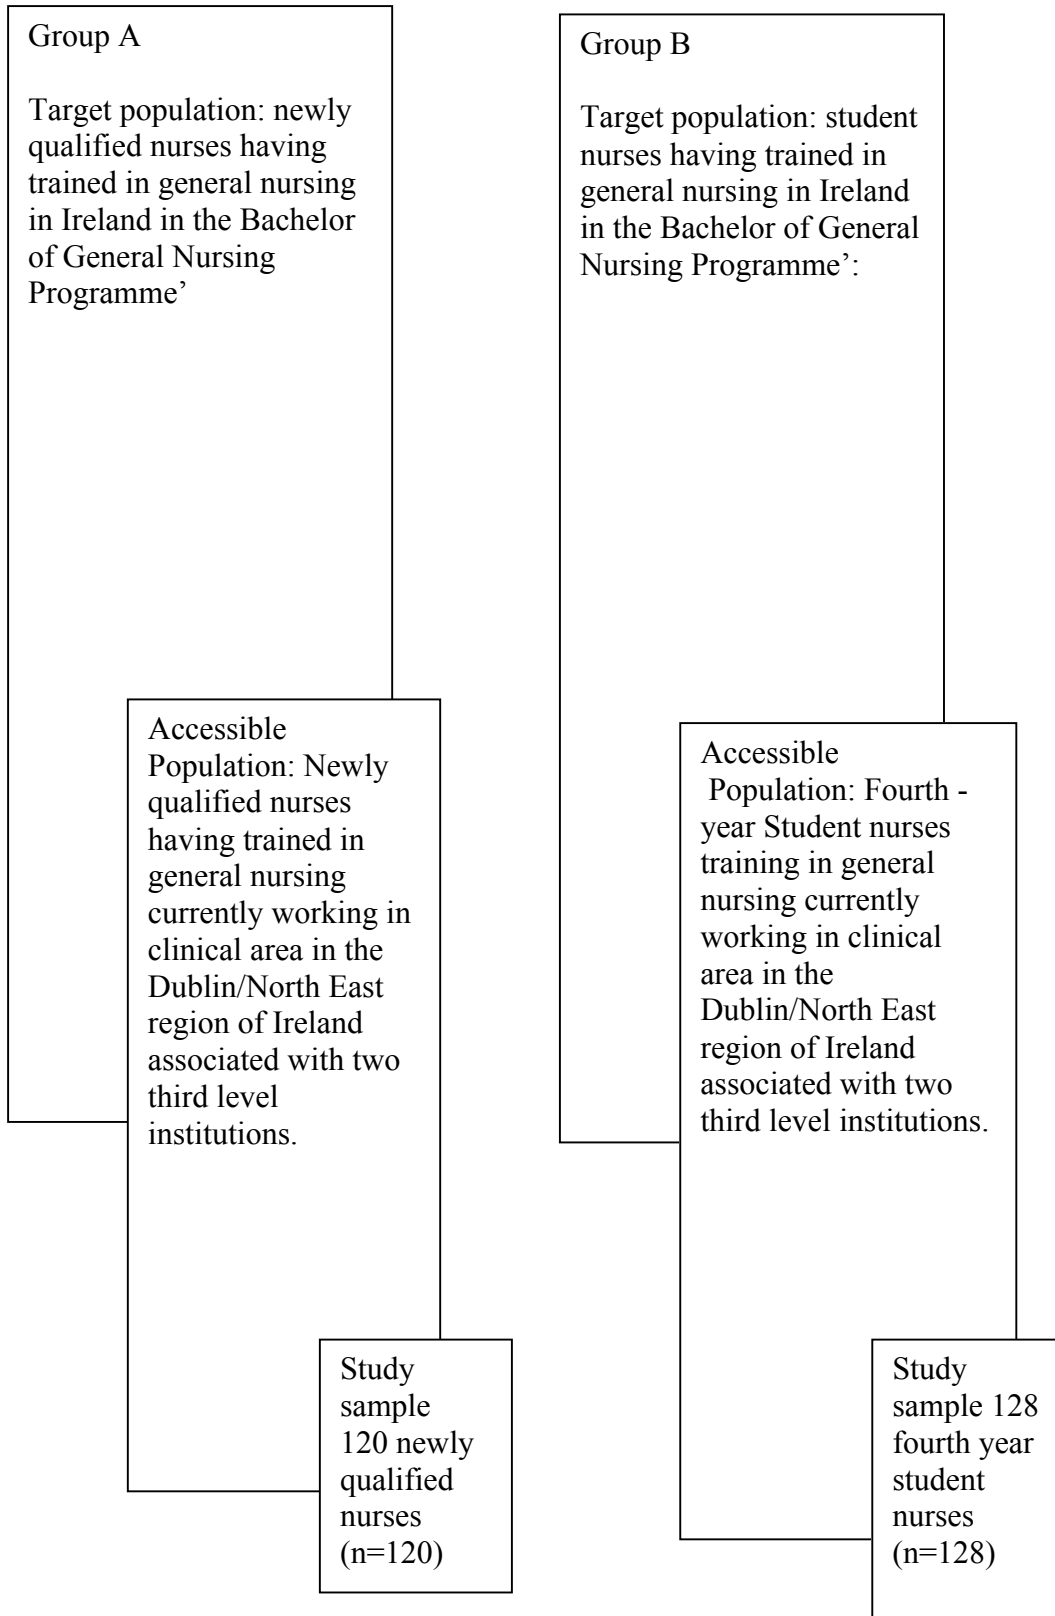 Group A
Target population: newly
qualified nurses having
trained in general nursing
in Ireland in the Bachelor
of General Nursing
Programme’
Accessible
Population: Newly
qualified nurses
having trained in
general nursing
currently working in
clinical area in the
Dublin/North East
region of Ireland
associated with two
third level
institutions.
Study
sample
120 newly
qualified
nurses
(n=120)
Group B
Target population: student
nurses having trained in
general nursing in Ireland
in the Bachelor of General
Nursing Programme’:
Accessible
Population: Fourth -
year Student nurses
training in general
nursing currently
working in clinical
area in the
Dublin/North East
region of Ireland
associated with two
third level institutions.
Study
sample 128
fourth year
student
nurses
(n=128)